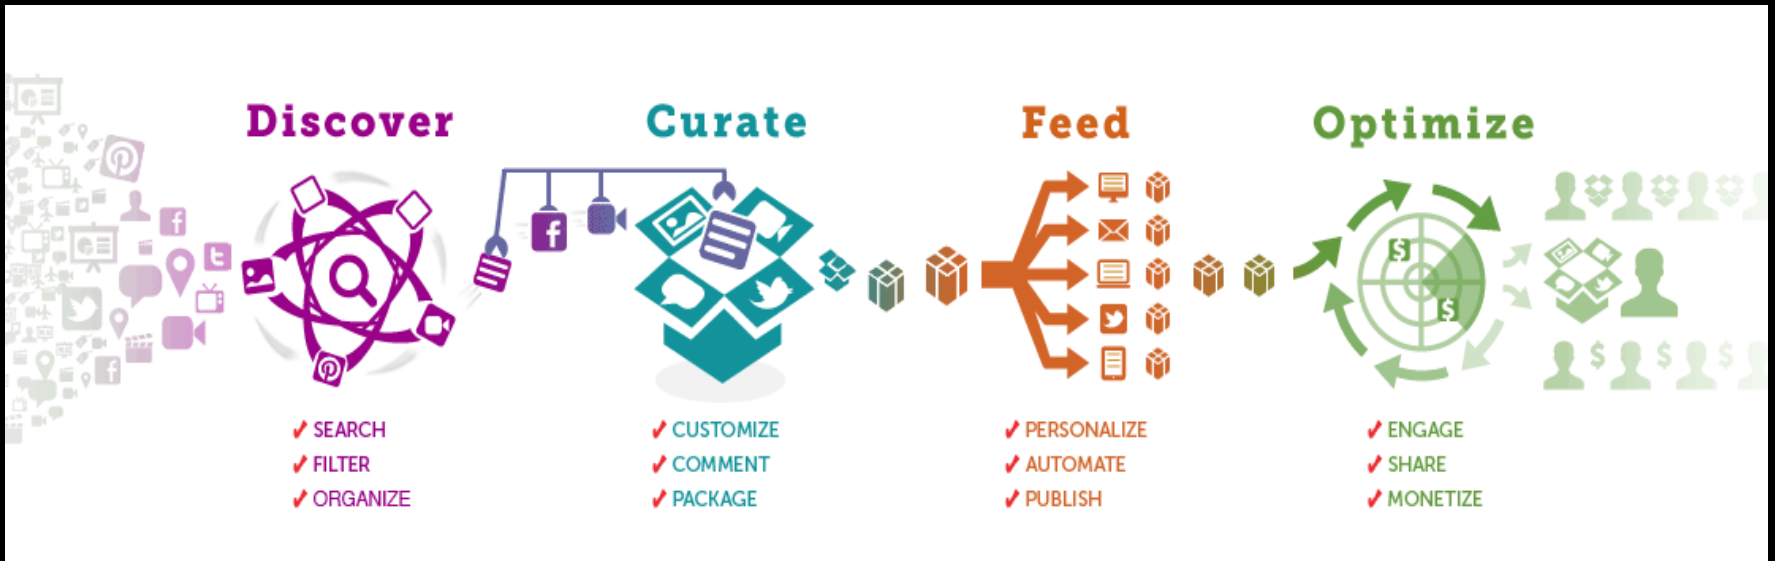 Discover
Curate
Feed
Optimize
✓ SEARCH
✓ FILTER
✓ ORGANIZE
✓ CUSTOMIZE
✓ COMMENT
✓ PACKAGE
✓ PERSONALIZE
✓ AUTOMATE
✓ PUBLISH
✓ ENGAGE
✓ SHARE
✓ MONETIZE